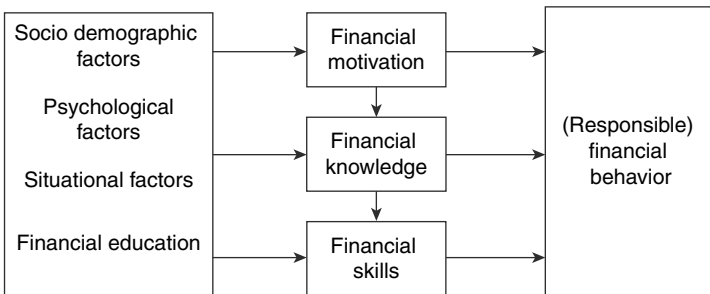 Socio demographic
factors
Psychological
factors
Situational factors
Financial education
Financial
motivation
Financial
knowledge
Financial
skills
(Responsible)
financial
behavior